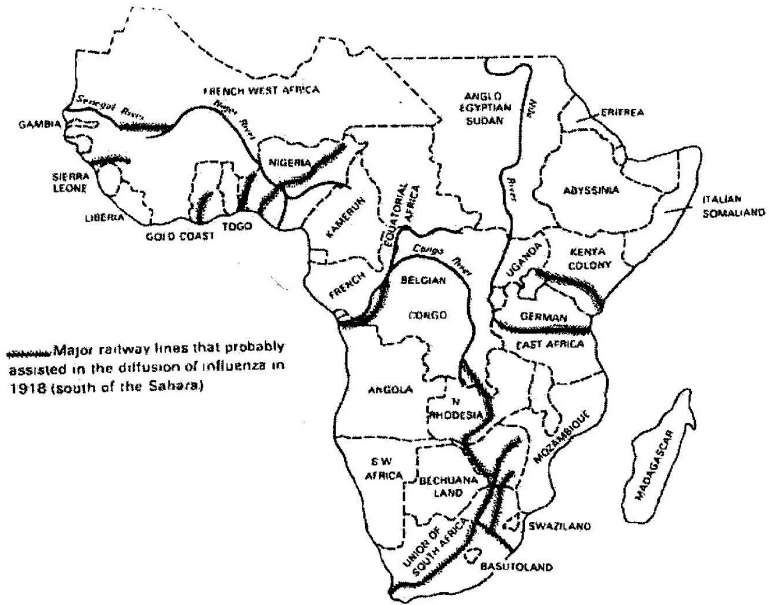 FRENCH WEST AFRICA
Senegal River
Niger River
GAMBIA
SIERRA
LEONE
LIBERIA
GOLD COAST
TOGO
NIGERIA
KAMERUN
FRENCH
EQUATORIAL
AFRICA
ANGLO
EGYPTIAN
SUDAN
Nile
River
ERITREA
ABYSSINIA
ITALIAN
SOMALIAND
UGANDA
KENYA
COLONY
Congo River
BELGIAN
CONGO
GERMAN
EAST AFRICA
Major railway lines that probably
assisted in the diffusion of influenza in
1918 (south of the Sahara)
ANGOLA
N
RHODESIA
MOZAMBIQUE
MADAGASCAR
S W
AFRICA
BECHUANA
LAND
UNION OF
SOUTH AFRICA
SWAZILAND
BASUTOLAND